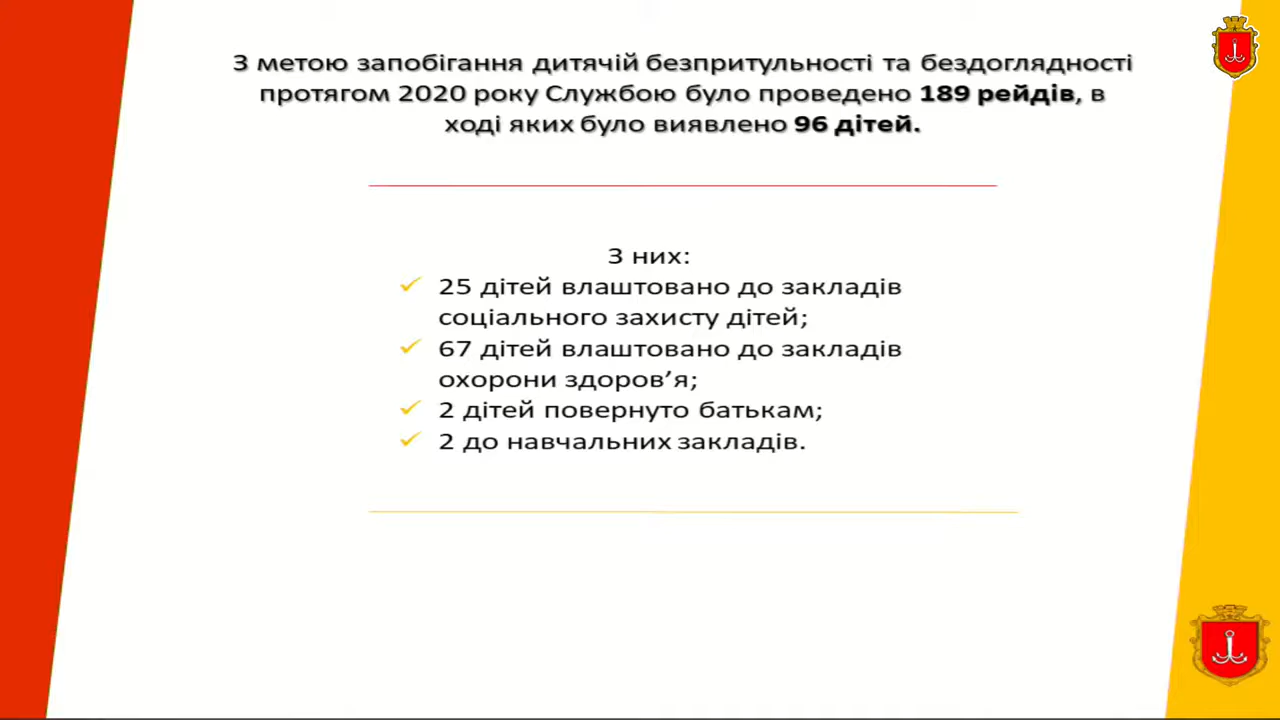 З метою запобігання дитячій безпритульності та бездоглядності
протягом 2020 року Службою було проведено 189 рейдів, в
ході яких було виявлено 96 дітей.
З них:
25 дітей влаштовано до закладів
соціального захисту дітей;
67 дітей влаштовано до закладів
охорони здоров’я;
2 дітей повернуто батькам;
2 до навчальних закладів.